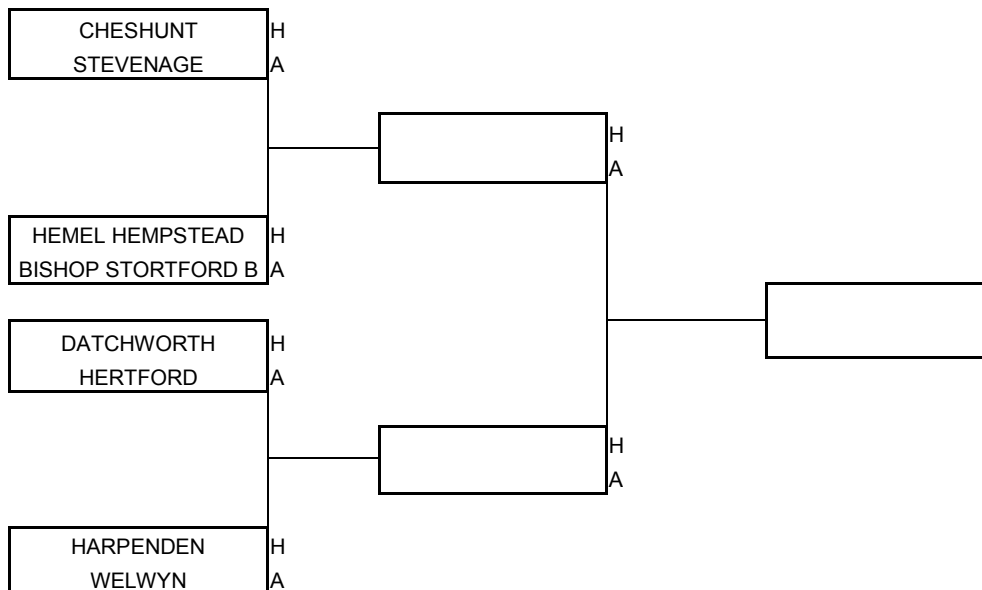 CHESHUNT H
STEVENAGE A
H
A
HEMEL HEMPSTEAD H
BISHOP STORTFORD B A
DATCHWORTH H
HERTFORD A
H
A
HARPENDEN H
WELWYN A